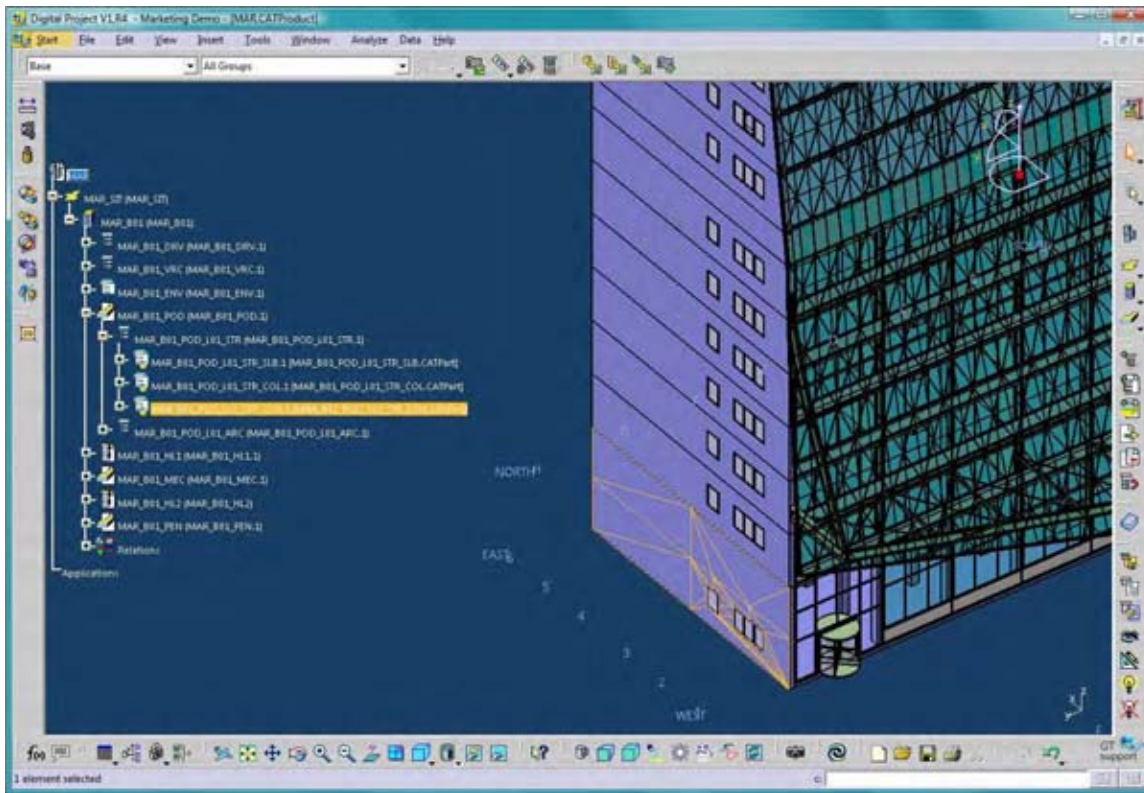 Digital Project V1,R4 - Marketing Demo - [MAR.CATProduct]
Start File Edit View Insert Tools Window Analyze Data Help
Base All Groups
MAR_SIT (MAR_SIT)
MAR_B01 (MAR_B01)
MAR_B01_DRV (MAR_B01_DRV.1)
MAR_B01_VRC (MAR_B01_VRC.1)
MAR_B01_ENV (MAR_B01_ENV.1)
MAR_B01_POD (MAR_B01_POD.1)
MAR_B01_POD_L01_STR (MAR_B01_POD_L01_STR.1)
MAR_B01_POD_L01_STR_SLB.1 (MAR_B01_POD_L01_STR_SLB.CATPart)
MAR_B01_POD_L01_STR_COL.1 (MAR_B01_POD_L01_STR_COL.CATPart)
MAR_B01_POD_L01_ARC (MAR_B01_POD_L01_ARC.1)
MAR_B01_HL1 (MAR_B01_HL1.1)
MAR_B01_MEC (MAR_B01_MEC.1)
MAR_B01_HL2 (MAR_B01_HL2)
MAR_B01_PEN (MAR_B01_PEN.1)
Relations
Applications
NORTH
EAST
6
5
4
3
2
WEST
GT
support
1 element selected